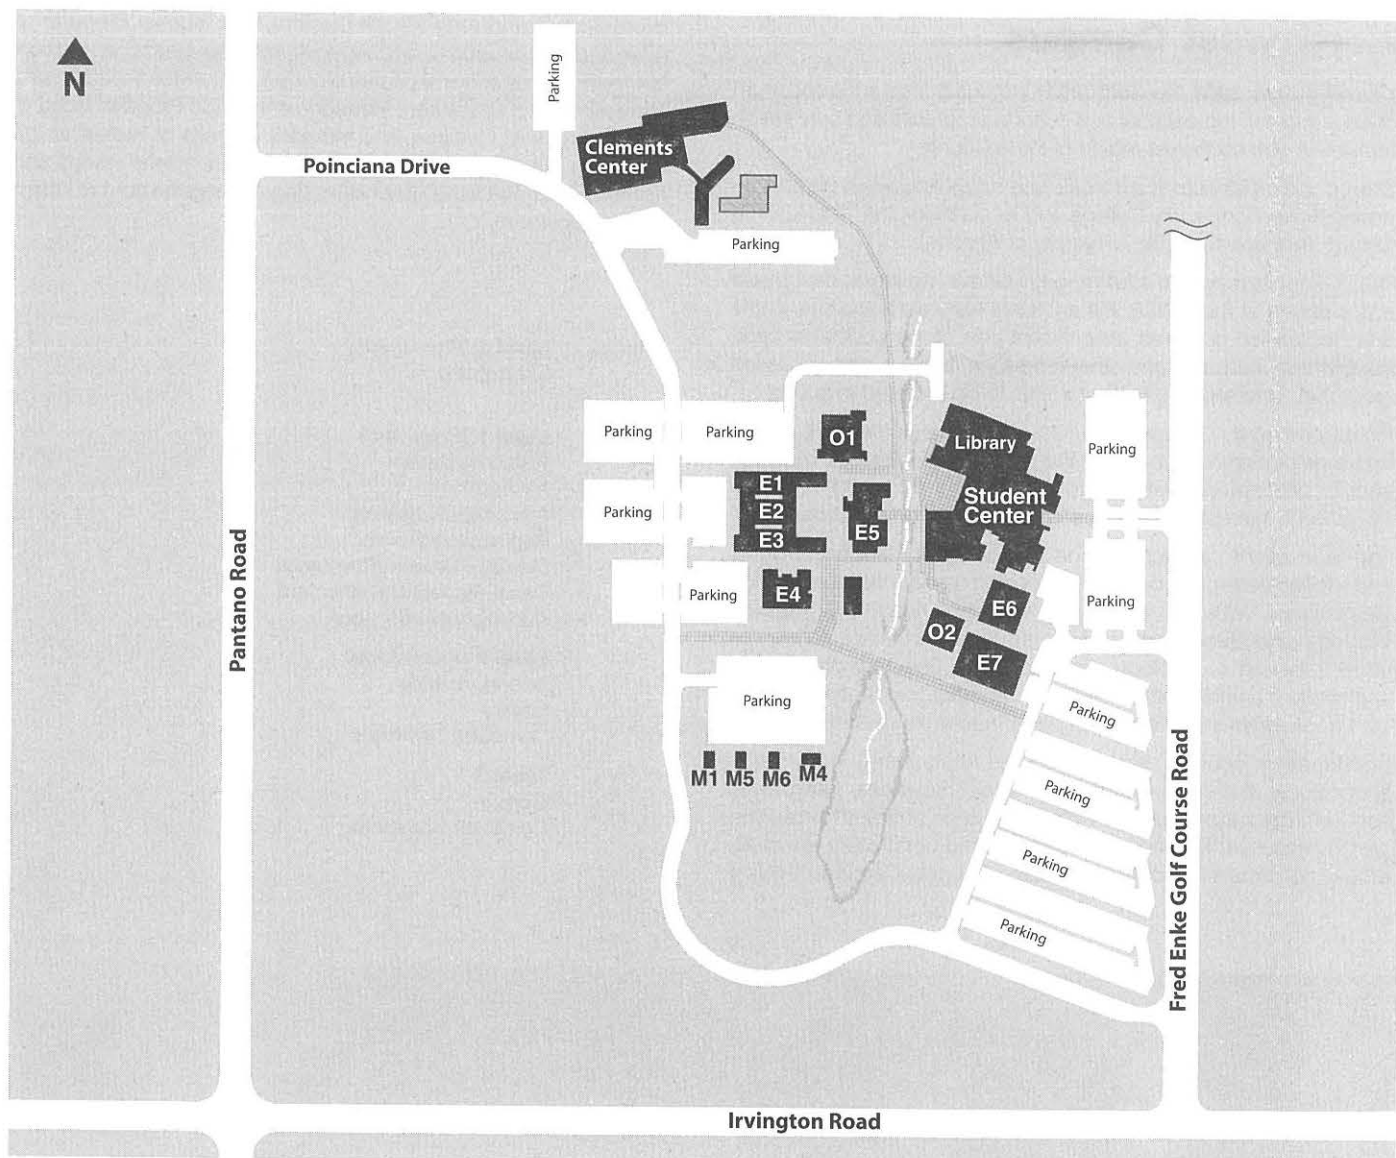 N
Parking
Clements
Center
Poinciana Drive
Parking
Parking
Parking
O1
Library
Parking
E1
E2
E3
Parking
E5
Student
Center
Pantano Road
E4
Parking
E6
Parking
O2
E7
Parking
Parking
M1
M5
M6
M4
Parking
Parking
Parking
Fred Enke Golf Course Road
Irvington Road